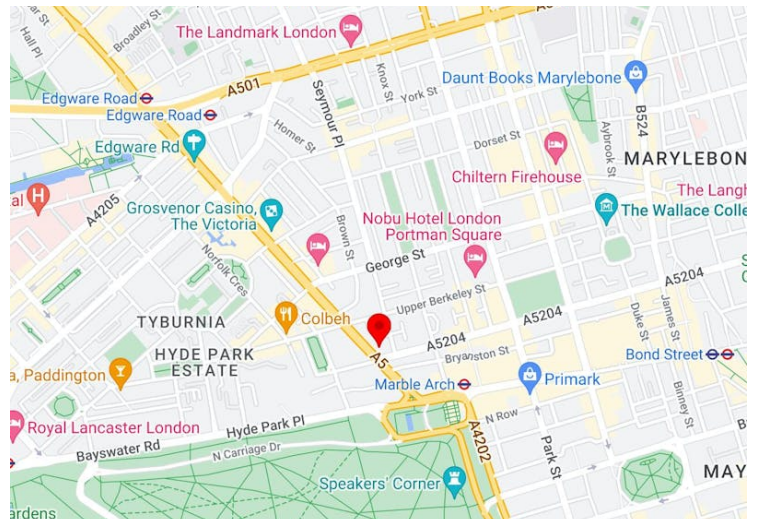 The Landmark London
Broadley St
Hall Pl
Knox St
A501
Seymour Pl
York St
Daunt Books Marylebone
B524
Edgware Road
Edgware Road
Homer St
Dorset St
Aybrook St
Edgware Rd
Chiltern Firehouse
MARYLEBON
The Langh
H
A4205
Grosvenor Casino,
The Victoria
Brown St
Nobu Hotel London
Portman Square
The Wallace Colle
Norfolk Cres
George St
A5204
Upper Berkeley St
TYBURNIA
Colbeh
A5204
A5204
Duke St
James St
HYDE PARK
ESTATE
A5
Bryanston St
Bond Street
a, Paddington
Marble Arch
Primark
Binney St
Royal Lancaster London
Hyde Park Pl
N Row
Bayswater Rd
N Carriage Dr
A4202
Park St
MAY
Speakers' Corner
ardens